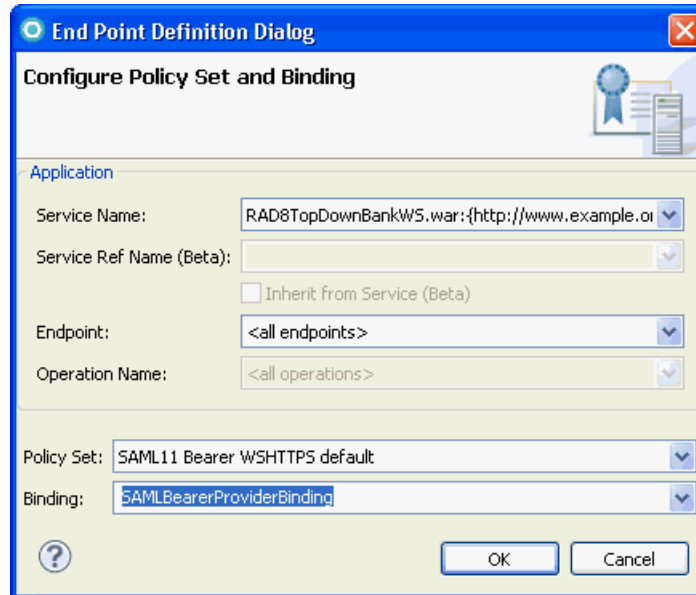 End Point Definition Dialog
Configure Policy Set and Binding
Application
Service Name: RAD8TopDownBankWS.war:{http://www.example.or
Service Ref Name (Beta):
Inherit from Service (Beta)
Endpoint: <all endpoints>
Operation Name: <all operations>
Policy Set: SAML11 Bearer WSHTTPS default
Binding: SAMLBearerProviderBinding
? OK Cancel